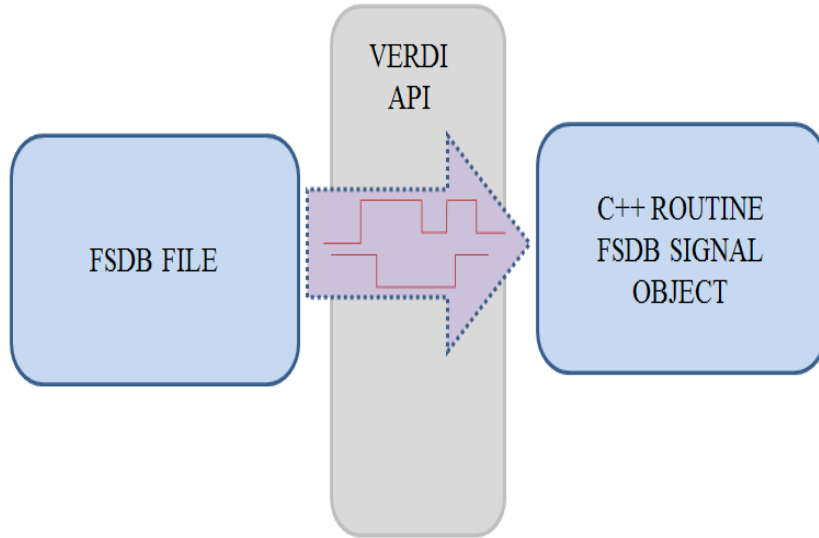 VERDI
API
FSDB FILE
C++ ROUTINE
FSDB SIGNAL
OBJECT